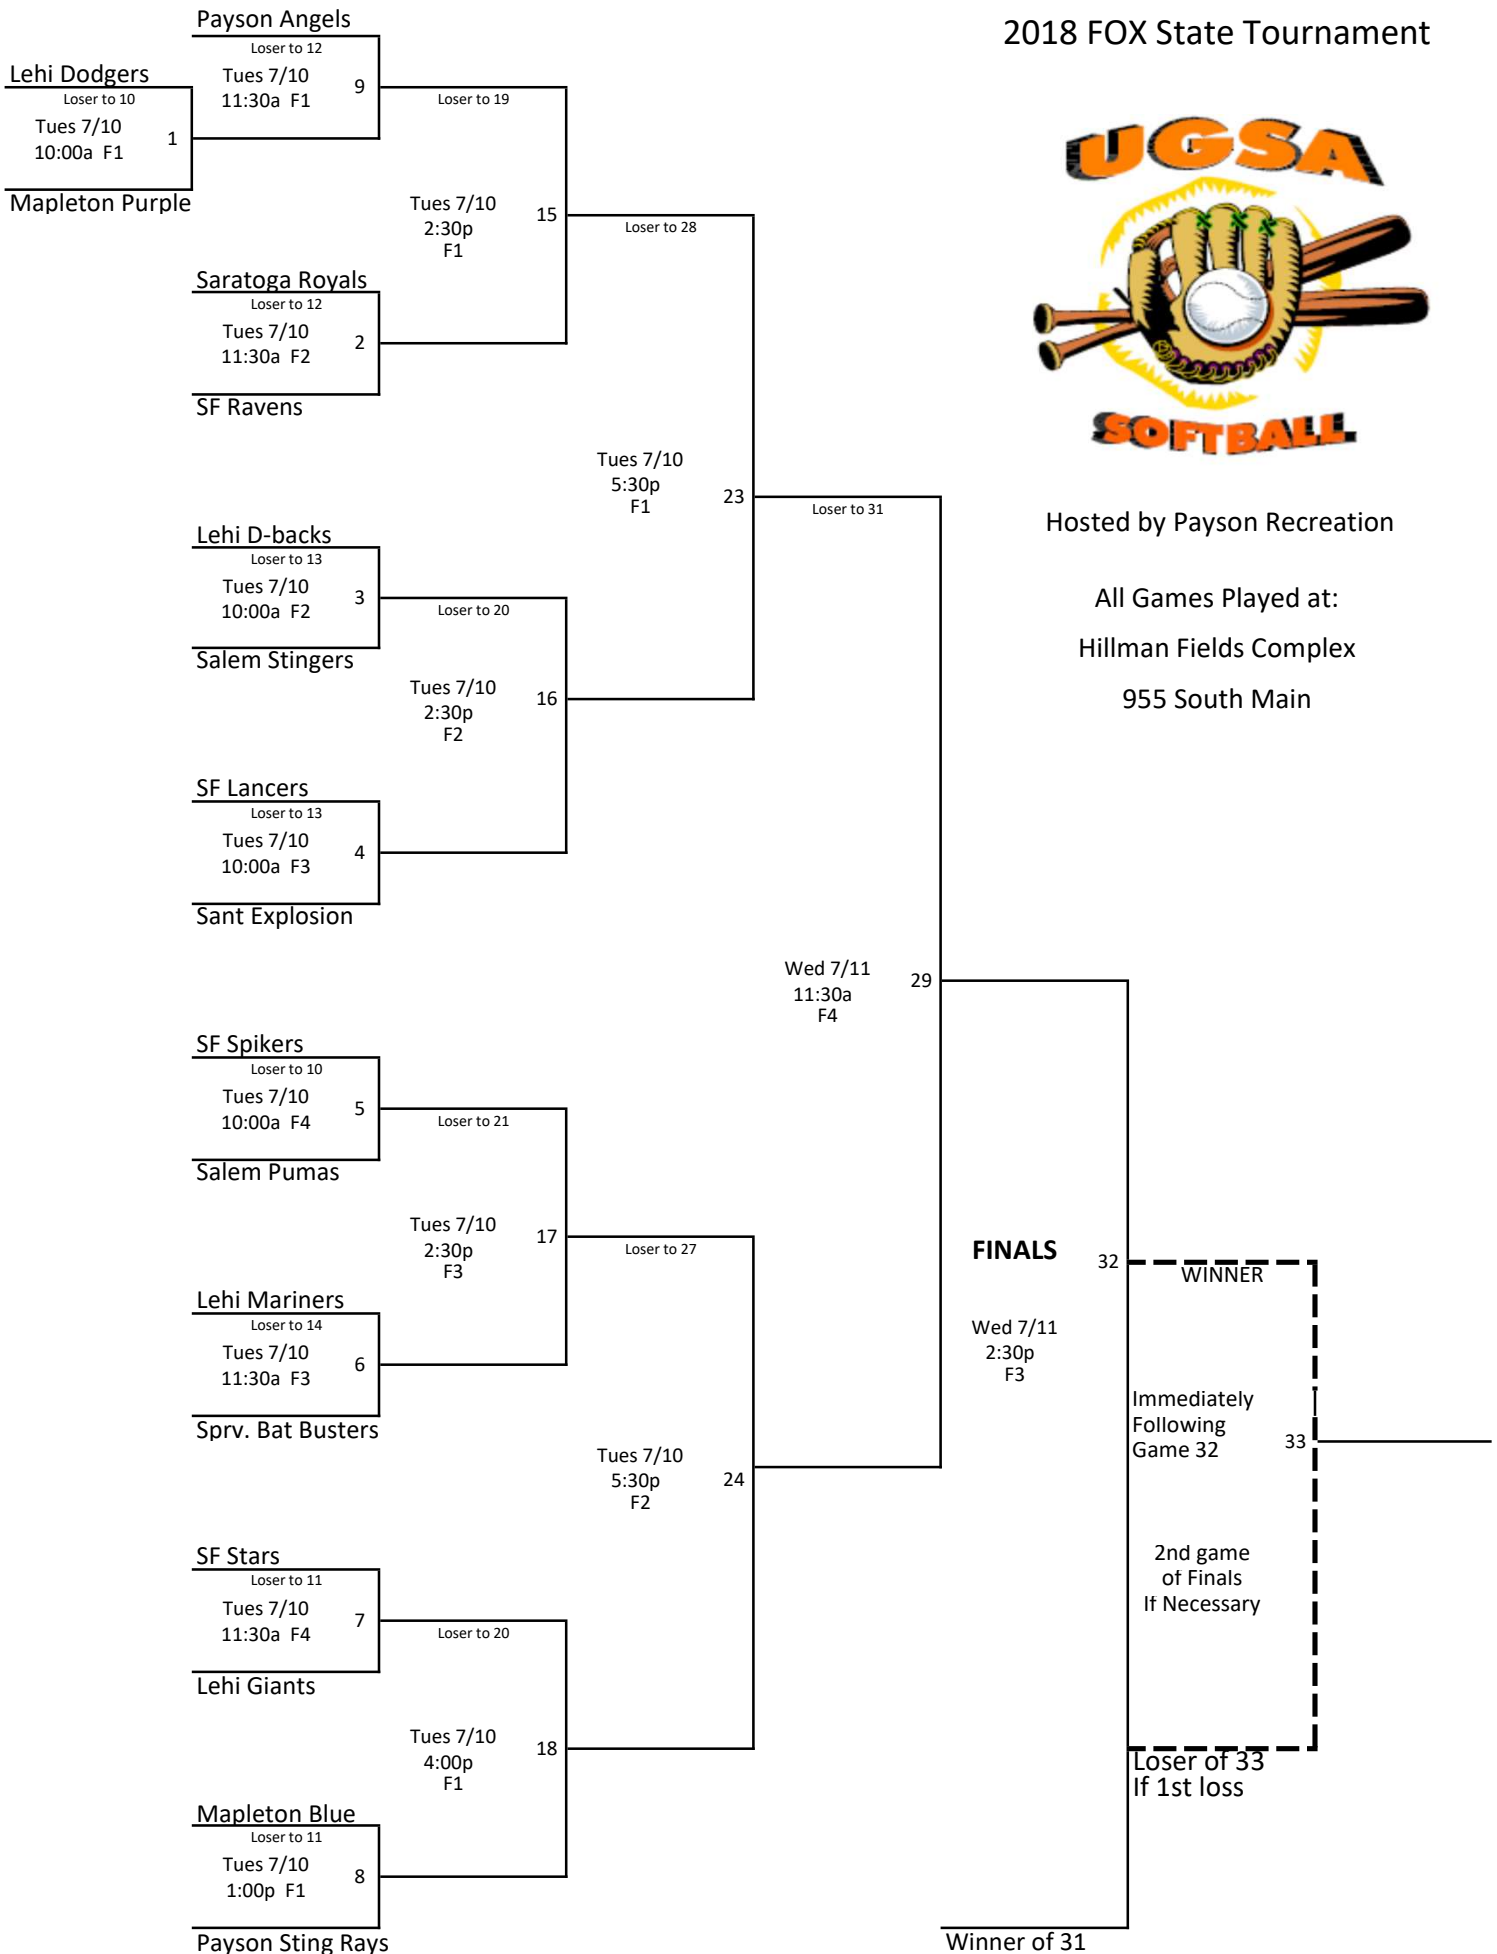 Payson Angels
2018 FOX State Tournament
Loser to 12
Lehi Dodgers
Tues 7/10
9
11:30a F1
Loser to 10
Loser to 19
Tues 7/10
1
10:00a F1
UGSA
Mapleton Purple
Tues 7/10
15
2:30p
F1
Loser to 28
Saratoga Royals
Loser to 12
Tues 7/10
2
11:30a F2
SF Ravens
SOFTBALL
Tues 7/10
5:30p
23
F1
Loser to 31
Hosted by Payson Recreation
Lehi D-backs
Loser to 13
Tues 7/10
3
10:00a F2
Loser to 20
All Games Played at:
Hillman Fields Complex
Salem Stingers
Tues 7/10
16
2:30p
F2
955 South Main
SF Lancers
Loser to 13
Tues 7/10
4
10:00a F3
Sant Explosion
Wed 7/11
29
11:30a
F4
SF Spikers
Loser to 10
Tues 7/10
5
10:00a F4
Loser to 21
Salem Pumas
Tues 7/10
17
2:30p
F3
Loser to 27
FINALS
32
WINNER
Lehi Mariners
Loser to 14
Wed 7/11
2:30p
F3
Tues 7/10
6
11:30a F3
Immediately
Following
Game 32
33
Sprv. Bat Busters
Tues 7/10
5:30p
24
F2
SF Stars
2nd game
of Finals
If Necessary
Loser to 11
Tues 7/10
7
11:30a F4
Loser to 20
Lehi Giants
Tues 7/10
18
4:00p
F1
Loser of 33
If 1st loss
Mapleton Blue
Loser to 11
Tues 7/10
8
1:00p F1
Payson Sting Rays
Winner of 31